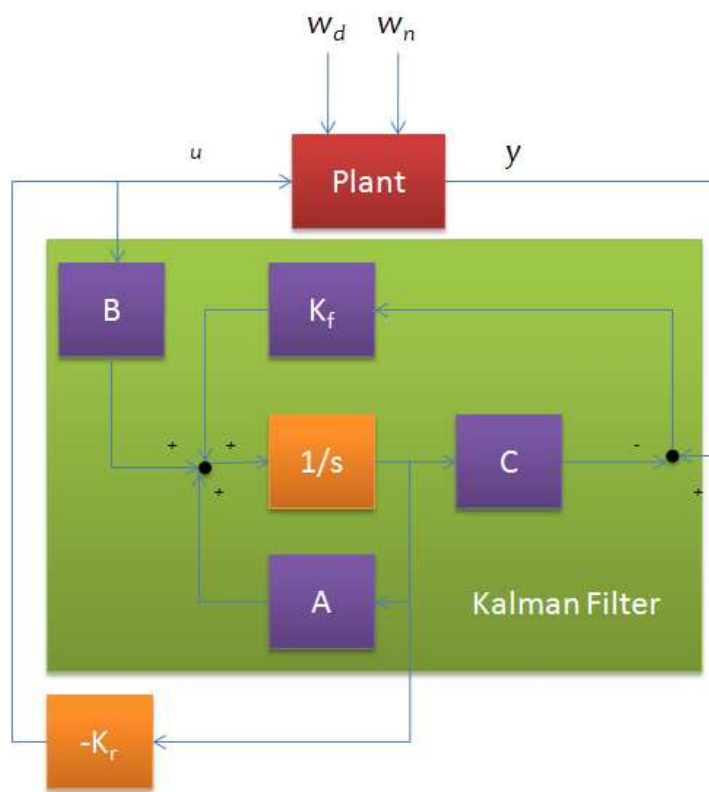 w_d w_n
u
Plant
y
B
K_f
+
+
1/s
C
-
+
+
A
Kalman Filter
-K_r